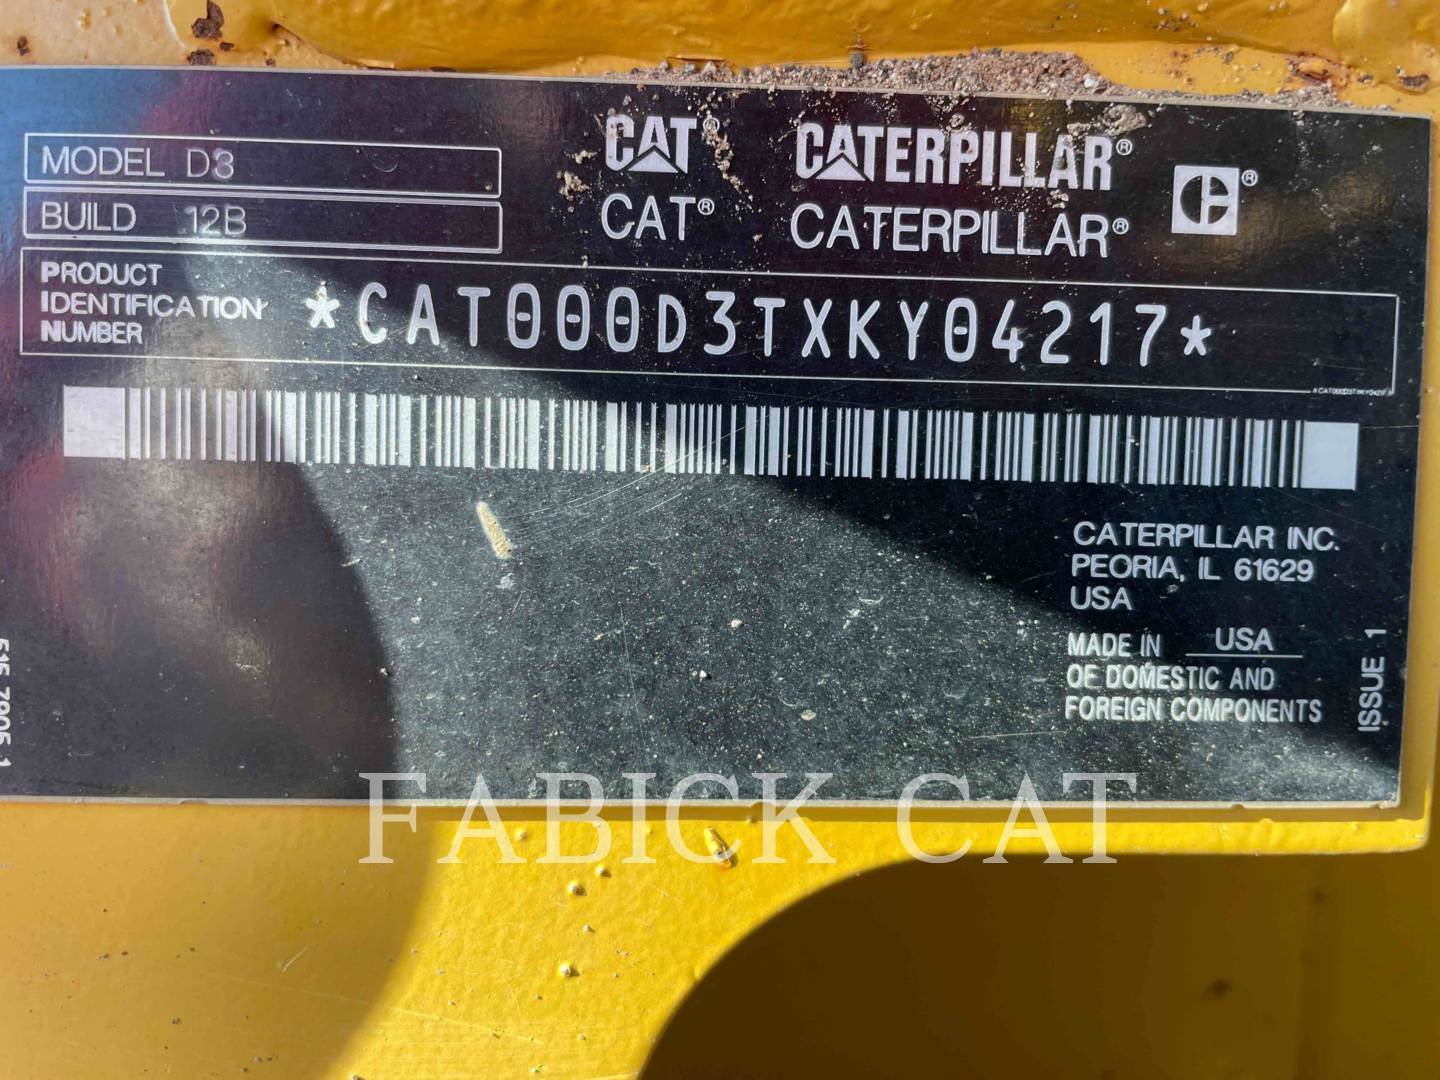 MODEL D3
BUILD 12B
CAT®
CAT®
CATERPILLAR®
CATERPILLAR®
®
PRODUCT
IDENTIFICATION
NUMBER
*CAT000D3TXKY04217*
CATERPILLAR INC.
PEORIA, IL 61629
USA
MADE IN USA
OF DOMESTIC AND
FOREIGN COMPONENTS
ISSUE 1
FABICK CAT